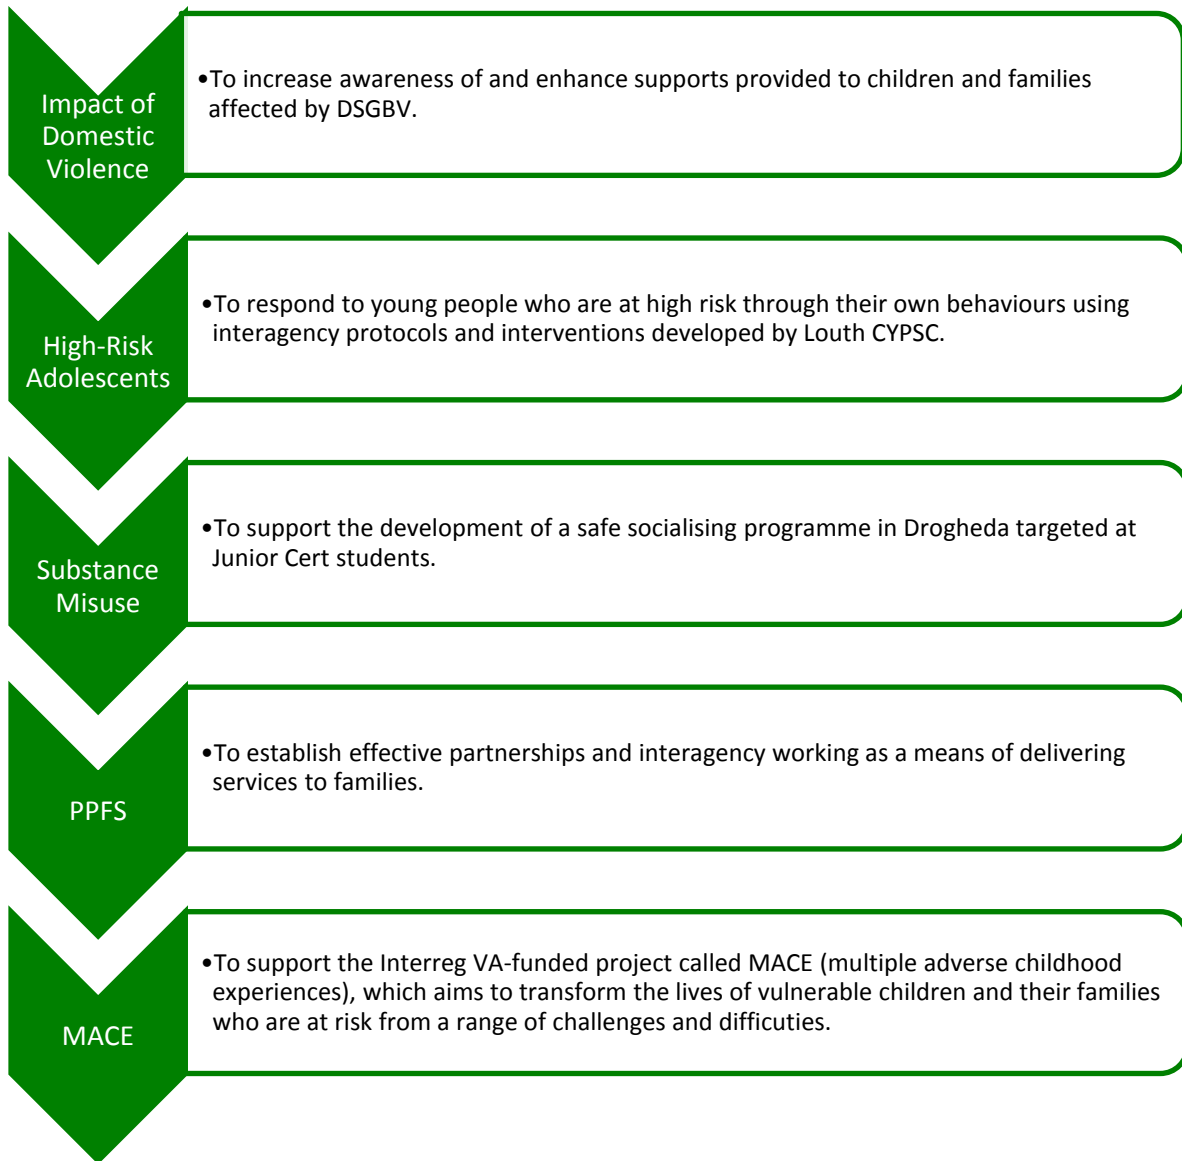 Impact of
Domestic
Violence
•To increase awareness of and enhance supports provided to children and families
affected by DSGBV.
High-Risk
Adolescents
•To respond to young people who are at high risk through their own behaviours using
interagency protocols and interventions developed by Louth CYPSC.
Substance
Misuse
•To support the development of a safe socialising programme in Drogheda targeted at
Junior Cert students.
PPFS
•To establish effective partnerships and interagency working as a means of delivering
services to families.
MACE
•To support the Interreg VA-funded project called MACE (multiple adverse childhood
experiences), which aims to transform the lives of vulnerable children and their families
who are at risk from a range of challenges and difficuties.